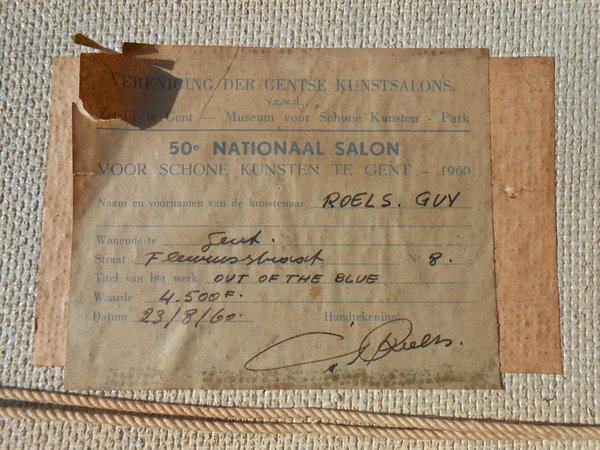 VERENIGING DER GENTSE KUNSTSALONS.
v.z.w.d.
te Gent — Museum voor Schone Kunsten - Park
50e NATIONAAL SALON
VOOR SCHONE KUNSTEN TE GENT - 1960
Naam en voornamen van de kunstenaar ROELS. GUY
Wonende te Gent.
Straat Fleurusstraat Nr 8.
Titel van het werk OUT OF THE BLUE
Waarde 4.500F.
Datum 23/8/60. Handtekening
Roels.